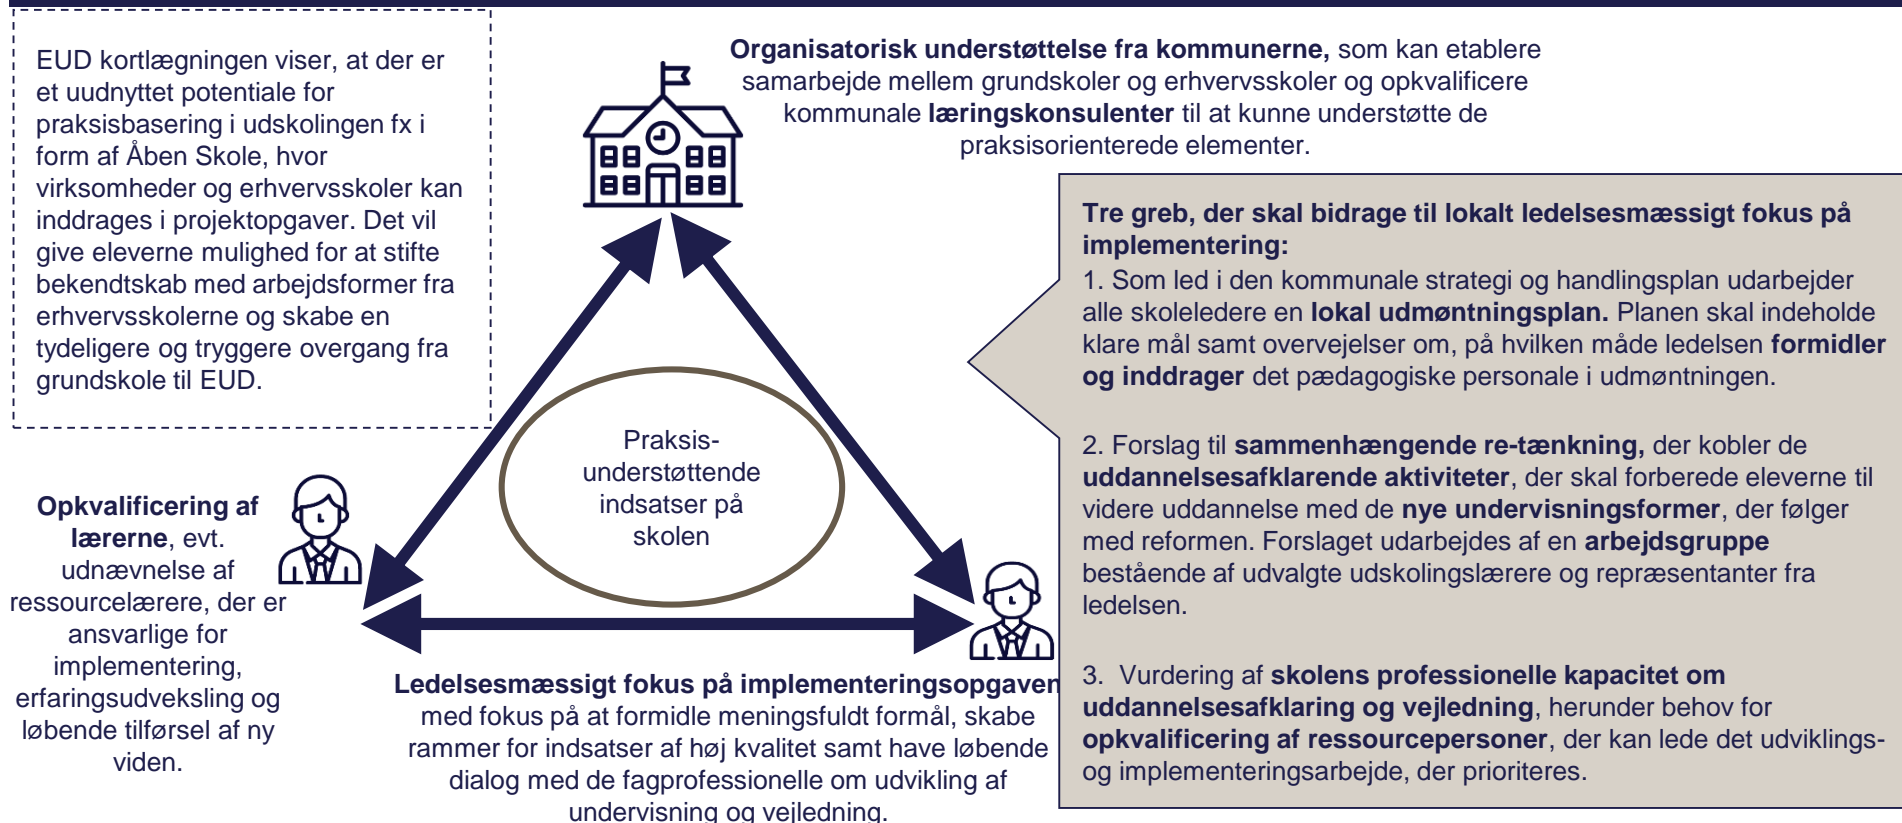 EUD kortlægningen viser, at der er
et uudnyttet potentiale for
praksisbasering i udskolingen fx i
form af Åben Skole, hvor
virksomheder og erhvervsskoler kan
inddrages i projektopgaver. Det vil
give eleverne mulighed for at stifte
bekendtskab med arbejdsformer fra
erhvervsskolerne og skabe en
tydeligere og tryggere overgang fra
grundskole til EUD.
Organisatorisk understøttelse fra kommunerne, som kan etablere
samarbejde mellem grundskoler og erhvervsskoler og opkvalificere
kommunale læringskonsulenter til at kunne understøtte de
praksisorienterede elementer.
Praksis-
understøttende
indsatser på
skolen
Opkvalificering af
lærerne, evt.
udnævnelse af
ressourcelærere, der er
ansvarlige for
implementering,
erfaringsudveksling og
løbende tilførsel af ny
viden.
Ledelsesmæssigt fokus på implementeringsopgaven
med fokus på at formidle meningsfuldt formål, skabe
rammer for indsatser af høj kvalitet samt have løbende
dialog med de fagprofessionelle om udvikling af
undervisning og vejledning.
Tre greb, der skal bidrage til lokalt ledelsesmæssigt fokus på
implementering:
1. Som led i den kommunale strategi og handlingsplan udarbejder
alle skoleledere en lokal udmøntningsplan. Planen skal indeholde
klare mål samt overvejelser om, på hvilken måde ledelsen formidler
og inddrager det pædagogiske personale i udmøntningen.
2. Forslag til sammenhængende re-tænkning, der kobler de
uddannelsesafklarende aktiviteter, der skal forberede eleverne til
videre uddannelse med de nye undervisningsformer, der følger
med reformen. Forslaget udarbejdes af en arbejdsgruppe
bestående af udvalgte udskolingslærere og repræsentanter fra
ledelsen.
3. Vurdering af skolens professionelle kapacitet om
uddannelsesafklaring og vejledning, herunder behov for
opkvalificering af ressourcepersoner, der kan lede det udviklings-
og implementeringsarbejde, der prioriteres.